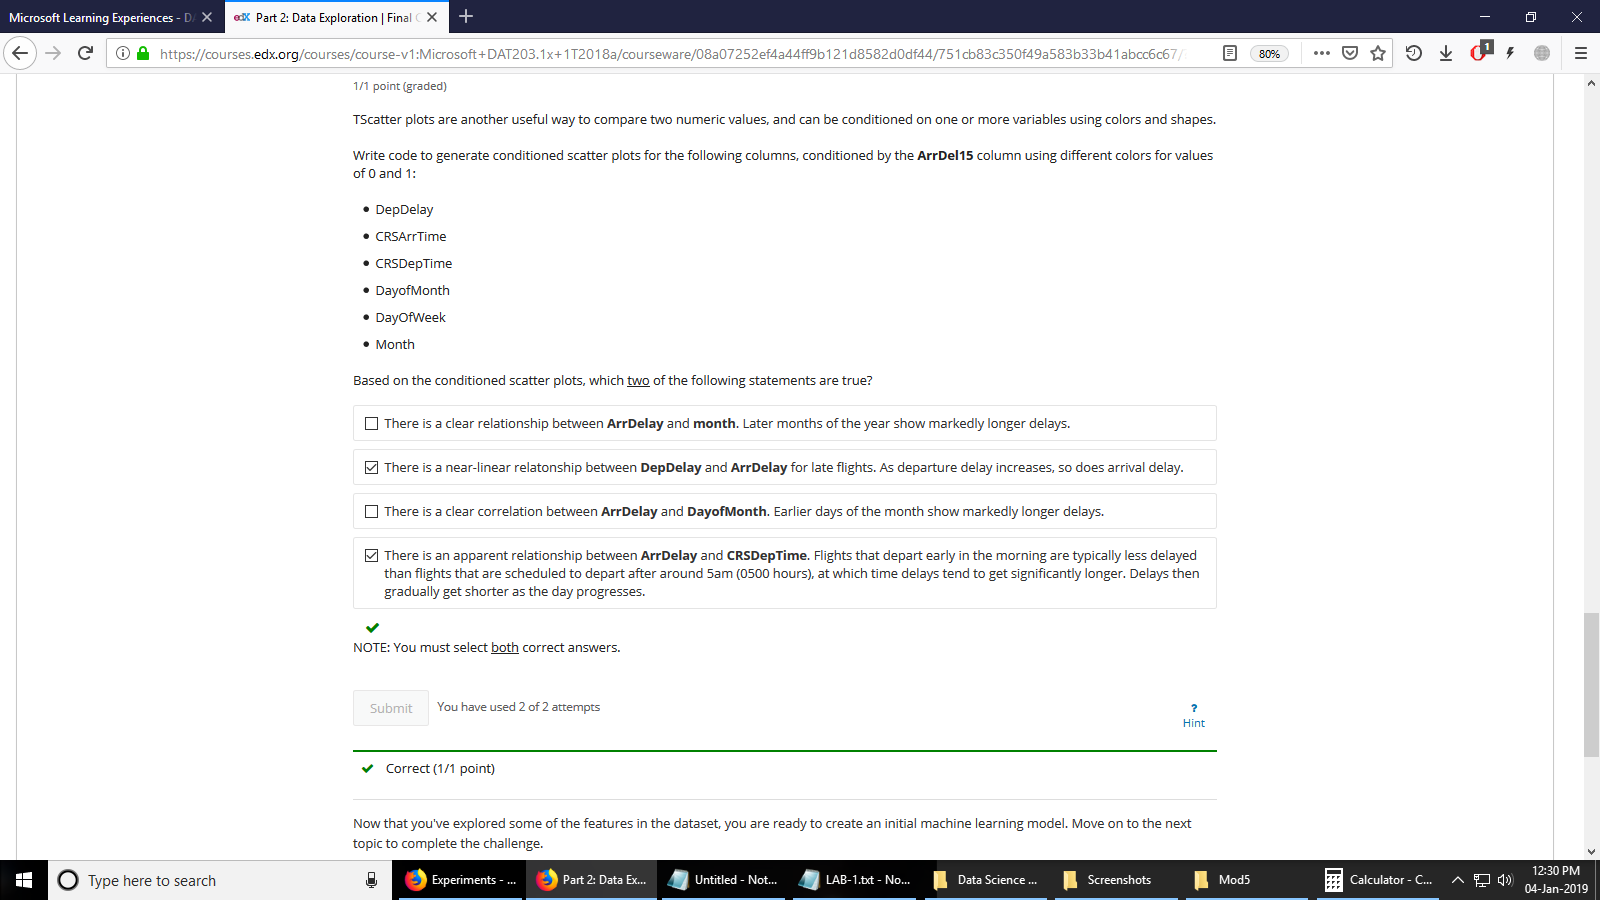 Microsoft Learning Experiences - D
edX Part 2: Data Exploration | Final C
https://courses.edx.org/courses/course-v1:Microsoft+DAT203.1x+1T2018a/courseware/08a07252ef4a44ff9b121d8582d0df44/751cb83c350f49a583b33b41abcc6c67/
80%
1
1/1 point (graded)
TScatter plots are another useful way to compare two numeric values, and can be conditioned on one or more variables using colors and shapes.
Write code to generate conditioned scatter plots for the following columns, conditioned by the ArrDel15 column using different colors for values
of 0 and 1:
• DepDelay
• CRSArrTime
• CRSDepTime
• DayofMonth
• DayOfWeek
• Month
Based on the conditioned scatter plots, which two of the following statements are true?
There is a clear relationship between ArrDelay and month. Later months of the year show markedly longer delays.
There is a near-linear relatonship between DepDelay and ArrDelay for late flights. As departure delay increases, so does arrival delay.
There is a clear correlation between ArrDelay and DayofMonth. Earlier days of the month show markedly longer delays.
There is an apparent relationship between ArrDelay and CRSDepTime. Flights that depart early in the morning are typically less delayed
than flights that are scheduled to depart after around 5am (0500 hours), at which time delays tend to get significantly longer. Delays then
gradually get shorter as the day progresses.
NOTE: You must select both correct answers.
Submit You have used 2 of 2 attempts
?
Hint
Correct (1/1 point)
Now that you've explored some of the features in the dataset, you are ready to create an initial machine learning model. Move on to the next
topic to complete the challenge.
Type here to search
Experiments - ...
Part 2: Data Ex...
Untitled - Not...
LAB-1.txt - No...
Data Science ...
Screenshots
Mod5
Calculator - C...
12:30 PM
04-Jan-2019